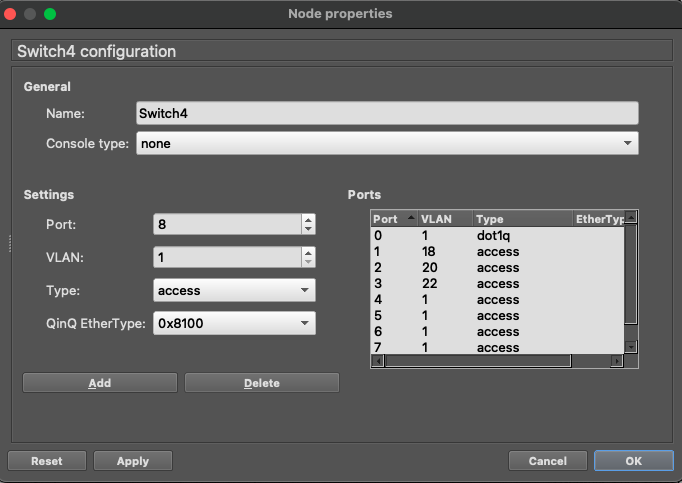 Node properties
Switch4 configuration
General
Name: Switch4
Console type: none
Settings
Port: 8
VLAN: 1
Type: access
QinQ EtherType: 0x8100
Add Delete
Ports
Port VLAN Type EtherTyp
0 1 dot1q
1 18 access
2 20 access
3 22 access
4 1 access
5 1 access
6 1 access
7 1 access
Reset Apply Cancel OK